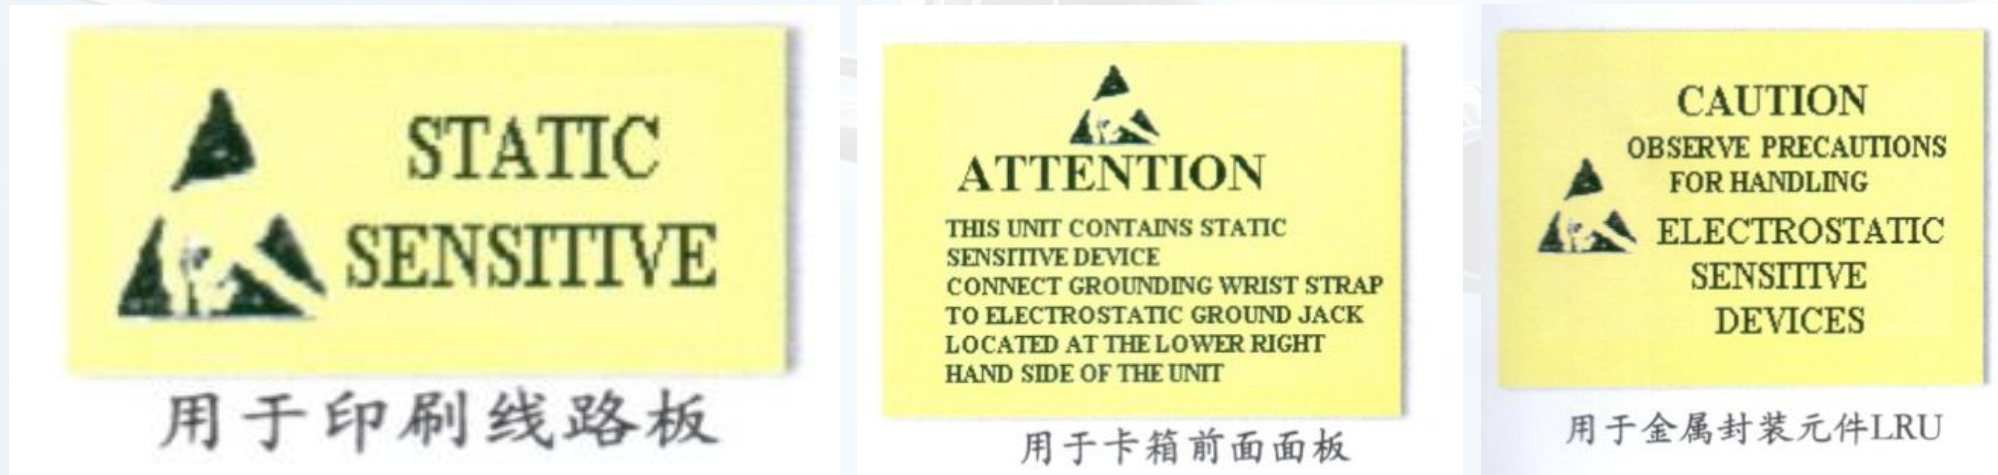 STATIC
SENSITIVE
用于印刷线路板
ATTENTION
THIS UNIT CONTAINS STATIC
SENSITIVE DEVICE
CONNECT GROUNDING WRIST STRAP
TO ELECTROSTATIC GROUND JACK
LOCATED AT THE LOWER RIGHT
HAND SIDE OF THE UNIT
用于卡箱前面面板
CAUTION
OBSERVE PRECAUTIONS
FOR HANDLING
ELECTROSTATIC
SENSITIVE
DEVICES
用于金属封装元件LRU